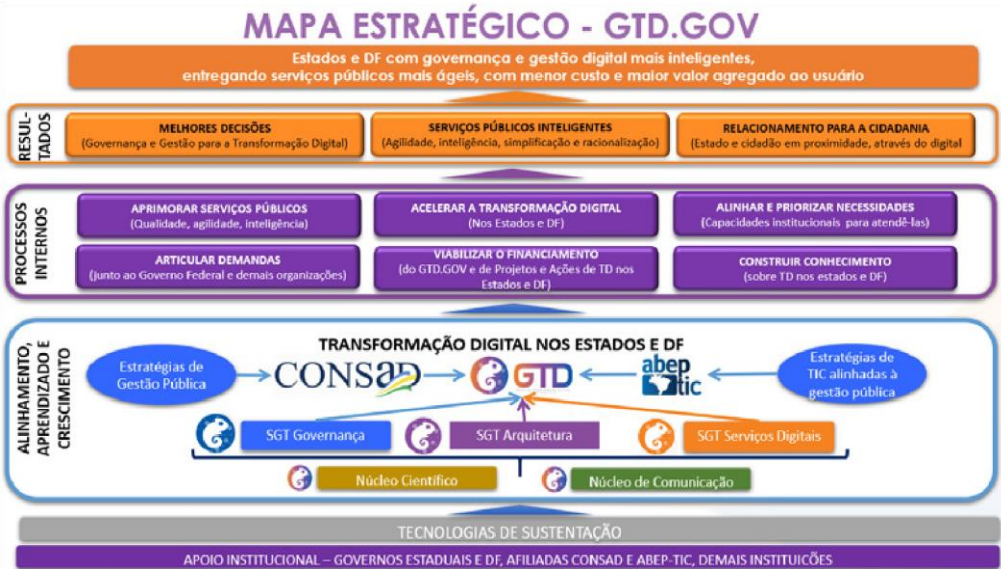 MAPA ESTRATÉGICO - GTD.GOV
Estados e DF com governança e gestão digital mais inteligentes,
entregando serviços públicos mais ágeis, com menor custo e maior valor agregado ao usuário
RESUL-
TADOS
MELHORES DECISÕES
(Governança e Gestão para a Transformação Digital)
SERVIÇOS PÚBLICOS INTELIGENTES
(Agilidade, inteligência, simplificação e racionalização)
RELACIONAMENTO PARA A CIDADANIA
(Estado e cidadão em proximidade, através do digital
PROCESSOS
INTERNOS
APRIMORAR SERVIÇOS PÚBLICOS
(Qualidade, agilidade, inteligência)
ACELERAR A TRANSFORMAÇÃO DIGITAL
(Nos Estados e DF)
ALINHAR E PRIORIZAR NECESSIDADES
(Capacidades institucionais para atendê-las)
ARTICULAR DEMANDAS
(junto ao Governo Federal e demais organizações)
VIABILIZAR O FINANCIAMENTO
(do GTD.GOV e de Projetos e Ações de TD nos
Estados e DF)
CONSTRUIR CONHECIMENTO
(sobre TD nos estados e DF)
ALINHAMENTO,
APRENDIZADO E
CRESCIMENTO
TRANSFORMAÇÃO DIGITAL NOS ESTADOS E DF
Estratégias de
Gestão Pública
CONSAD
GTD
abep
tic
Estratégias de
TIC alinhadas à
gestão pública
SGT Governança
SGT Arquitetura
SGT Serviços Digitais
Núcleo Científico
Núcleo de Comunicação
TECNOLOGIAS DE SUSTENTAÇÃO
APOIO INSTITUCIONAL – GOVERNOS ESTADUAIS E DF, AFILIADAS CONSAD E ABEP-TIC, DEMAIS INSTITUICÕES